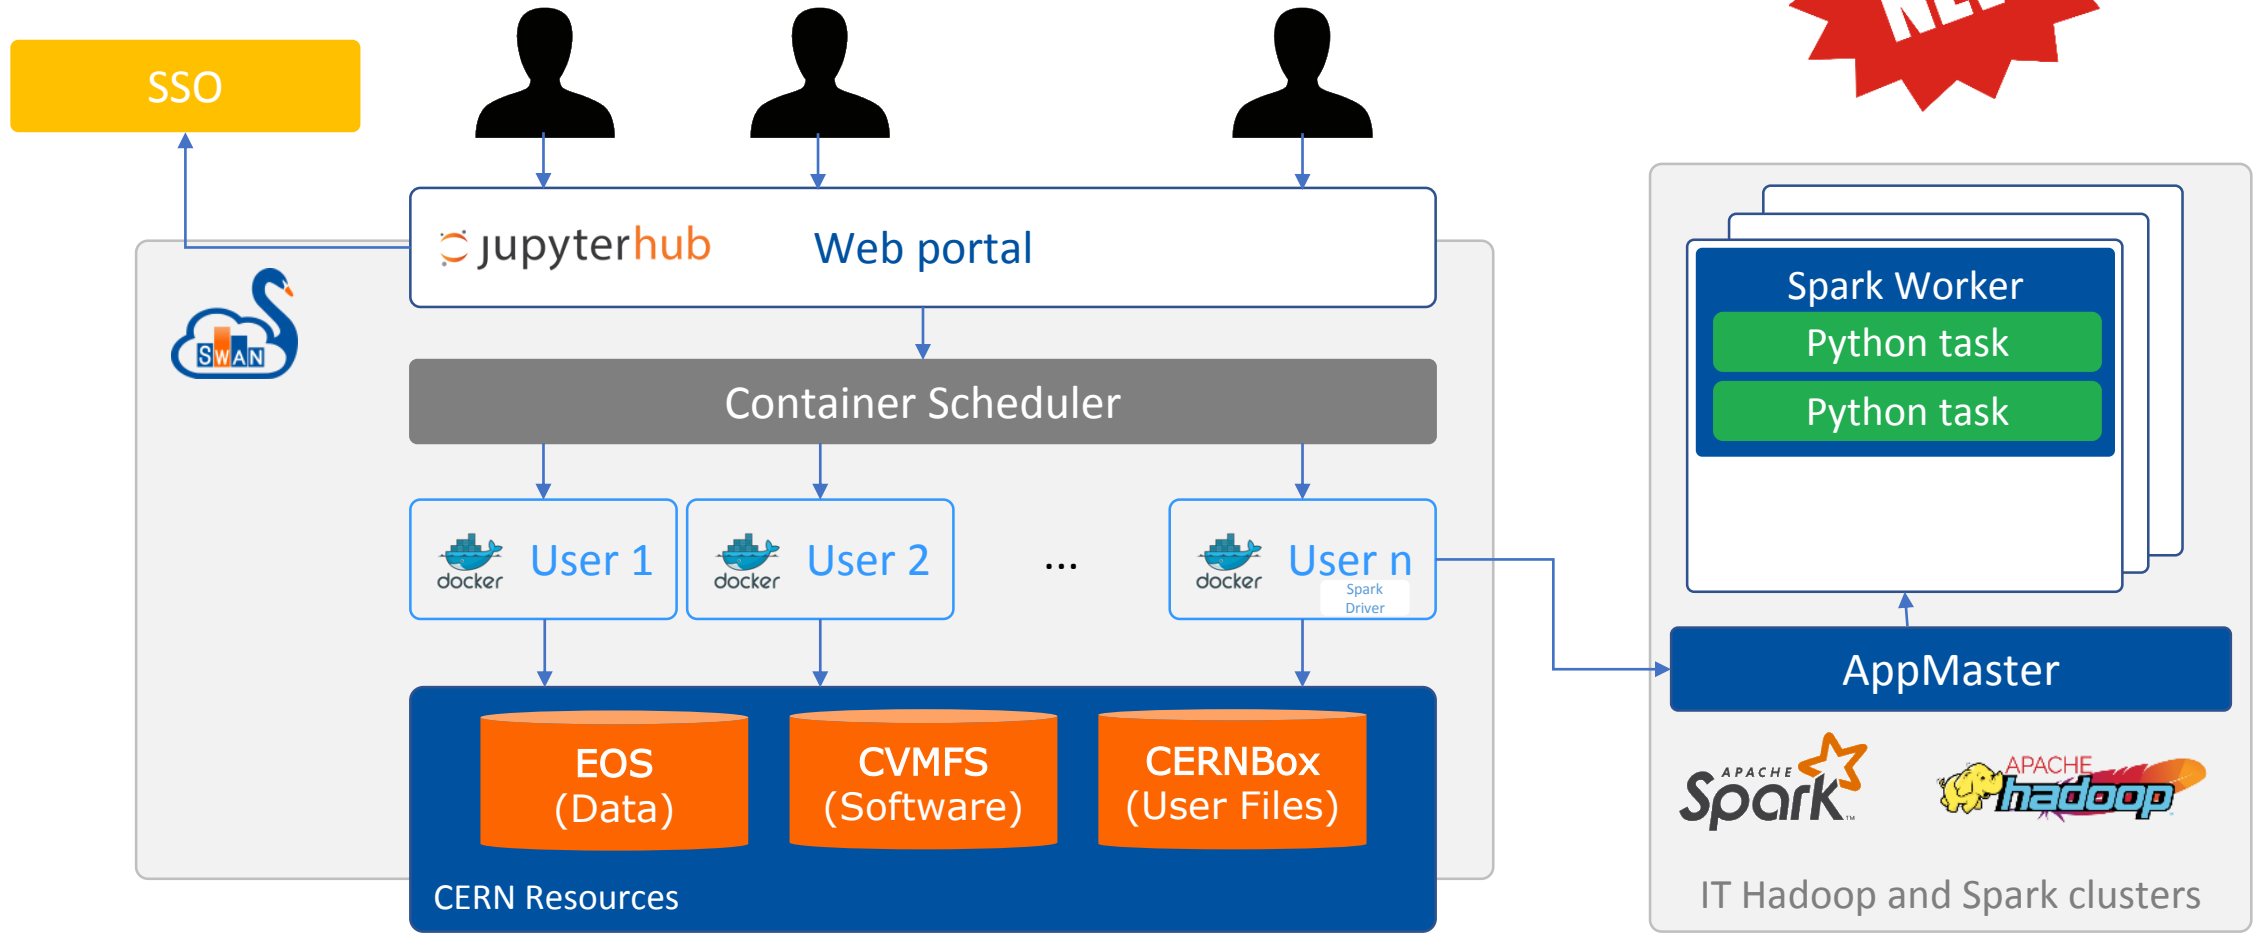 SSO
jupyterhub
Web portal
SWAN
Container Scheduler
docker
User 1
docker
User 2
...
docker
User n
Spark
Driver
EOS
(Data)
CVMFS
(Software)
CERNBox
(User Files)
CERN Resources
Spark Worker
Python task
Python task
AppMaster
APACHE
Spark
TM
APACHE
hadoop
IT Hadoop and Spark clusters